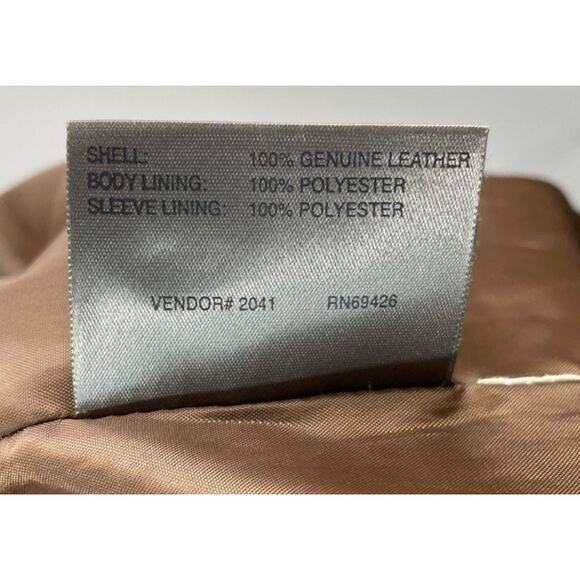 SHELL: 100% GENUINE LEATHER
BODY LINING: 100% POLYESTER
SLEEVE LINING: 100% POLYESTER
VENDOR# 2041 RN69426